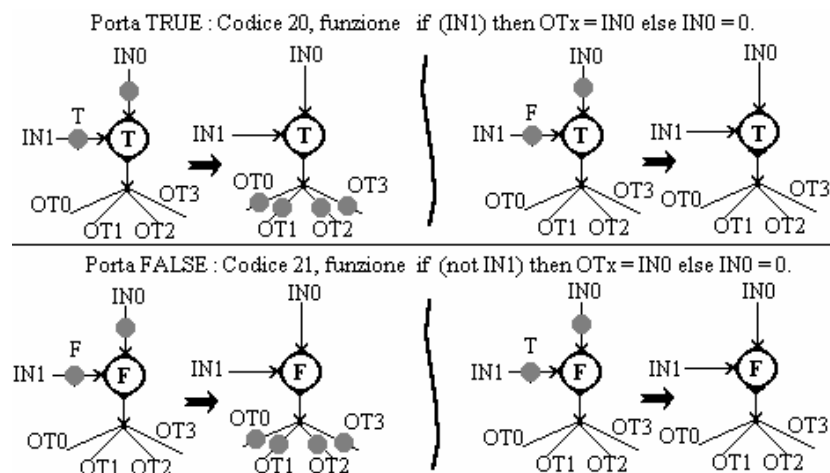 Porta TRUE : Codice 20, funzione if (IN1) then OTx = IN0 else IN0 = 0.
IN0 IN0 IN0 IN0
T F
IN1 T IN1 T IN1 T IN1 T
OT0 OT3 OT0 OT3 OT0 OT3 OT0 OT3
OT1 OT2 OT1 OT2 OT1 OT2 OT1 OT2
Porta FALSE : Codice 21, funzione if (not IN1) then OTx = IN0 else IN0 = 0.
IN0 IN0 IN0 IN0
F T
IN1 F IN1 F IN1 F IN1 F
OT0 OT3 OT0 OT3 OT0 OT3 OT0 OT3
OT1 OT2 OT1 OT2 OT1 OT2 OT1 OT2